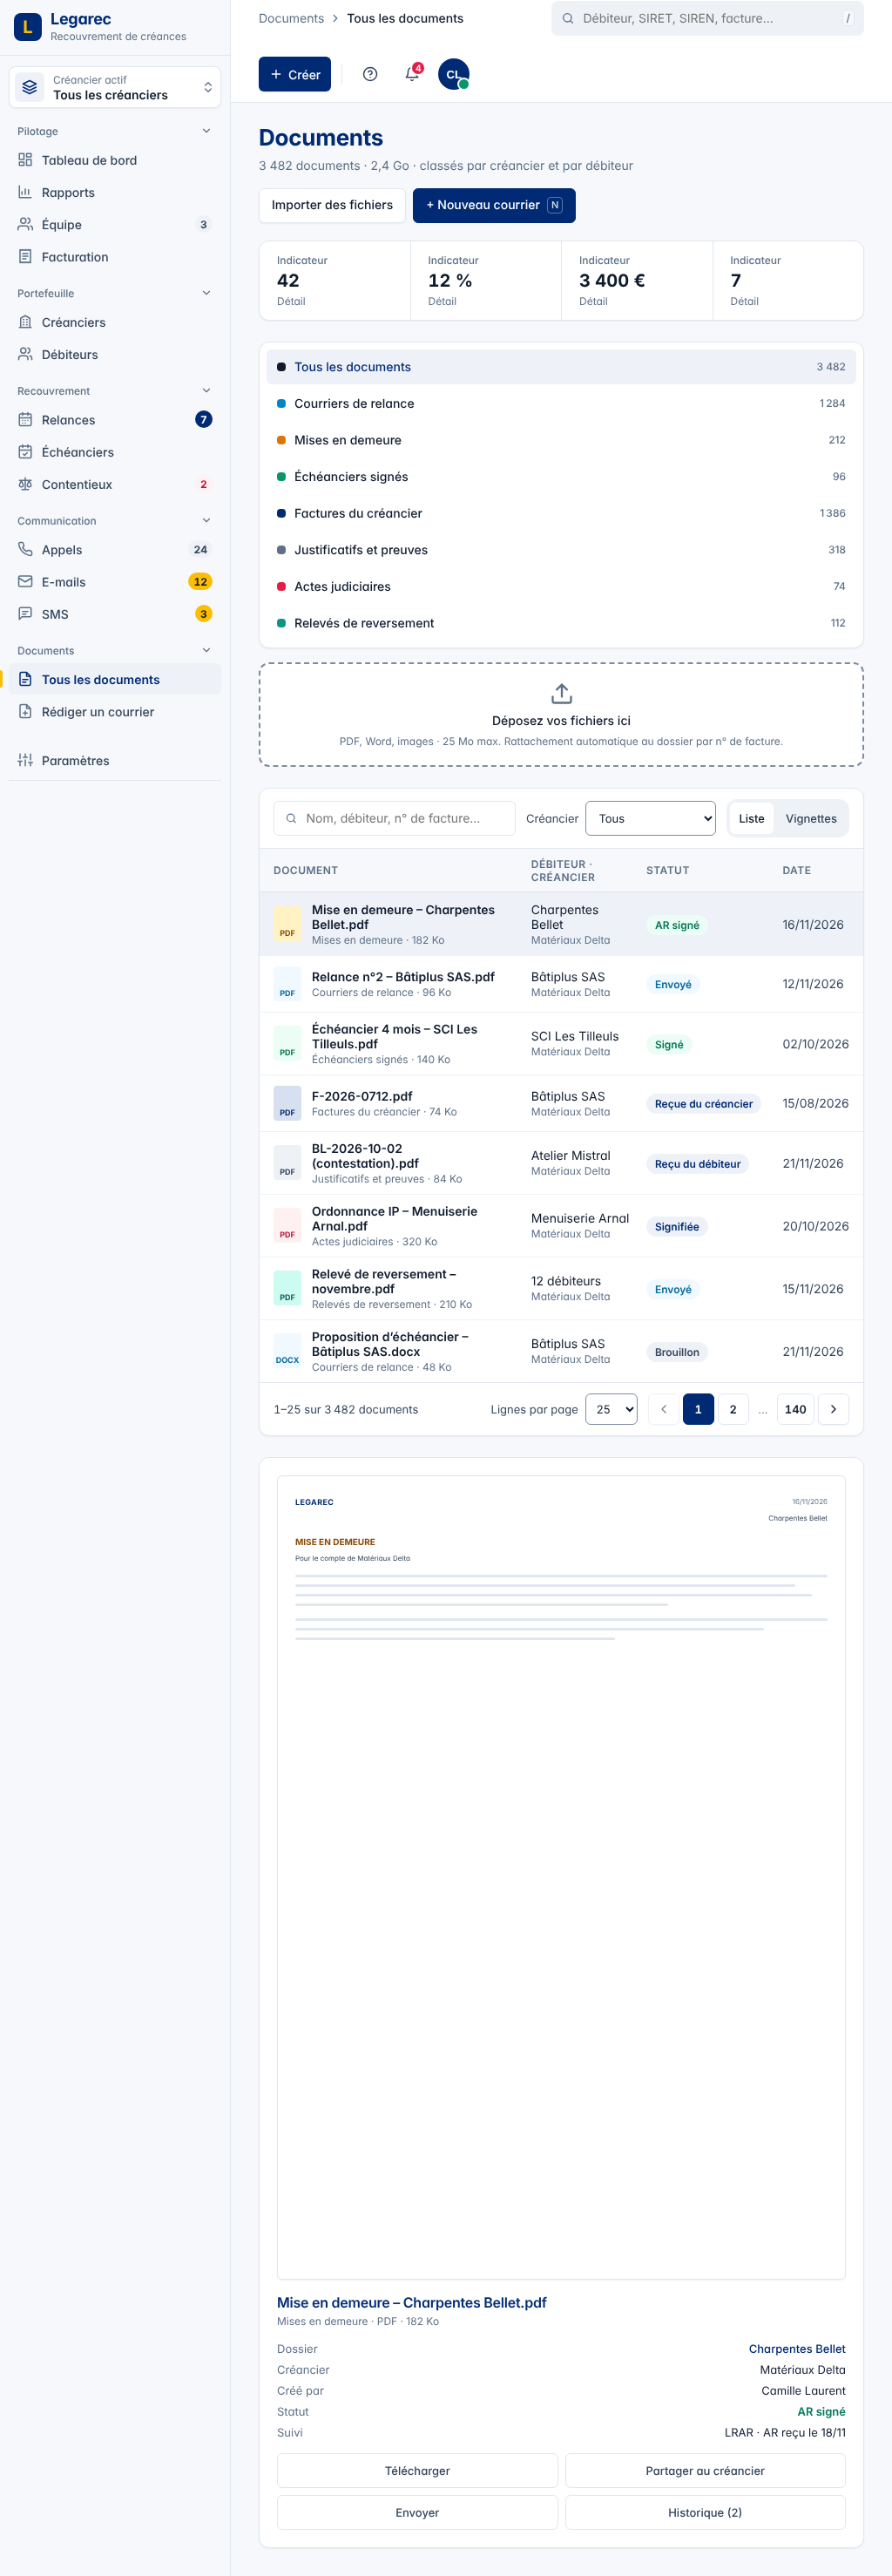 L
Legarec
Recouvrement de créances
Créancier actif
Tous les créanciers
Pilotage
Tableau de bord
Rapports
Équipe 3
Facturation
Portefeuille
Créanciers
Débiteurs
Recouvrement
Relances 7
Échéanciers
Contentieux 2
Communication
Appels 24
E-mails 12
SMS 3
Documents
Tous les documents
Rédiger un courrier
Paramètres
Documents > Tous les documents
Débiteur, SIRET, SIREN, facture... /
+ Créer
4
CL
Documents
3 482 documents · 2,4 Go · classés par créancier et par débiteur
Importer des fichiers
+ Nouveau courrier N
Indicateur
42
Détail
Indicateur
12 %
Détail
Indicateur
3 400 €
Détail
Indicateur
7
Détail
Tous les documents 3 482
Courriers de relance 1 284
Mises en demeure 212
Échéanciers signés 96
Factures du créancier 1 386
Justificatifs et preuves 318
Actes judiciaires 74
Relevés de reversement 112
Déposez vos fichiers ici
PDF, Word, images · 25 Mo max. Rattachement automatique au dossier par n° de facture.
Nom, débiteur, n° de facture...
Créancier Tous
Liste Vignettes
DOCUMENT
DÉBITEUR ·
CRÉANCIER
STATUT
DATE
PDF
Mise en demeure – Charpentes
Bellet.pdf
Mises en demeure · 182 Ko
Charpentes
Bellet
Matériaux Delta
AR signé
16/11/2026
PDF
Relance n°2 – Bâtiplus SAS.pdf
Courriers de relance · 96 Ko
Bâtiplus SAS
Matériaux Delta
Envoyé
12/11/2026
PDF
Échéancier 4 mois – SCI Les
Tilleuls.pdf
Échéanciers signés · 140 Ko
SCI Les Tilleuls
Matériaux Delta
Signé
02/10/2026
PDF
F-2026-0712.pdf
Factures du créancier · 74 Ko
Bâtiplus SAS
Matériaux Delta
Reçue du créancier
15/08/2026
PDF
BL-2026-10-02
(contestation).pdf
Justificatifs et preuves · 84 Ko
Atelier Mistral
Matériaux Delta
Reçu du débiteur
21/11/2026
PDF
Ordonnance IP – Menuiserie
Arnal.pdf
Actes judiciaires · 320 Ko
Menuiserie Arnal
Matériaux Delta
Signifiée
20/10/2026
PDF
Relevé de reversement –
novembre.pdf
Relevés de reversement · 210 Ko
12 débiteurs
Matériaux Delta
Envoyé
15/11/2026
DOCX
Proposition d'échéancier –
Bâtiplus SAS.docx
Courriers de relance · 48 Ko
Bâtiplus SAS
Matériaux Delta
Brouillon
21/11/2026
1–25 sur 3 482 documents
Lignes par page 25
1 2 … 140
LEGAREC
16/11/2026
Charpentes Bellet
MISE EN DEMEURE
Pour le compte de Matériaux Delta
Mise en demeure – Charpentes Bellet.pdf
Mises en demeure · PDF · 182 Ko
Dossier Charpentes Bellet
Créancier Matériaux Delta
Créé par Camille Laurent
Statut AR signé
Suivi LRAR · AR reçu le 18/11
Télécharger
Partager au créancier
Envoyer
Historique (2)